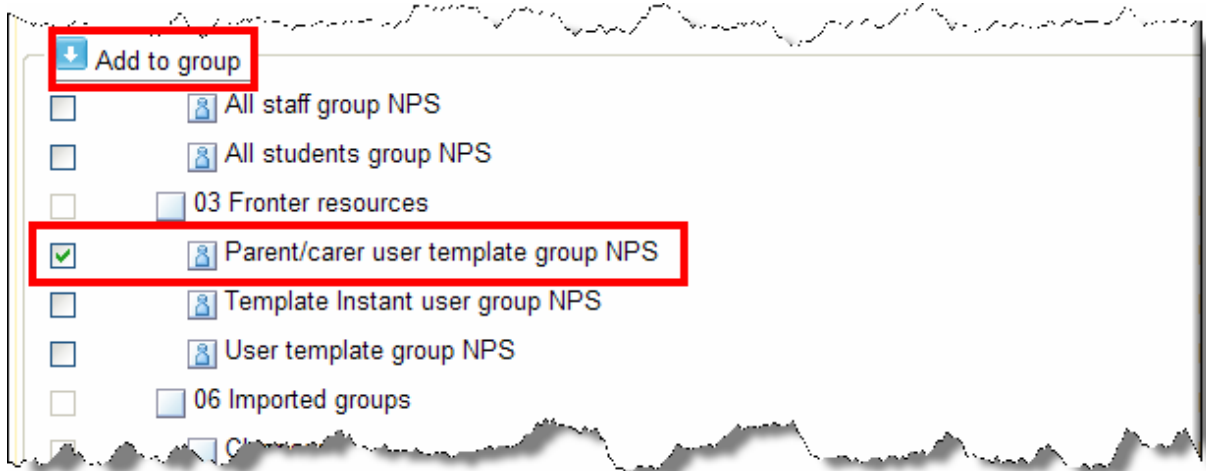 Add to group
All staff group NPS
All students group NPS
03 Fronter resources
Parent/carer user template group NPS
Template Instant user group NPS
User template group NPS
06 Imported groups